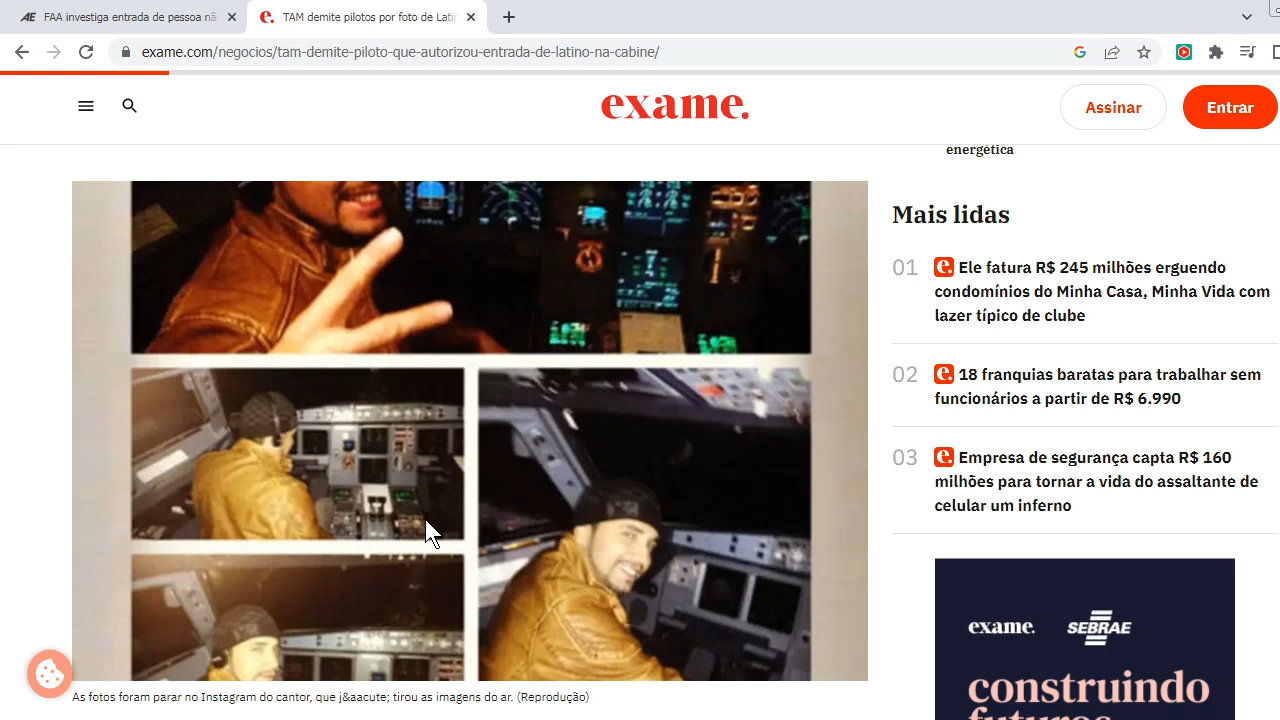 AE FAA investiga entrada de pessoa nã
e. TAM demite pilotos por foto de Latin
exame.com/negocios/tam-demite-piloto-que-autorizou-entrada-de-latino-na-cabine/
exame.
Assinar
Entrar
energética
Mais lidas
01 e. Ele fatura R$ 245 milhões erguendo
condomínios do Minha Casa, Minha Vida com
lazer típico de clube
02 e. 18 franquias baratas para trabalhar sem
funcionários a partir de R$ 6.990
03 e. Empresa de segurança capta R$ 160
milhões para tornar a vida do assaltante de
celular um inferno
exame. SEBRAE
construindo
futuros
As fotos foram parar no Instagram do cantor, que j&aacute; tirou as imagens do ar. (Reprodução)